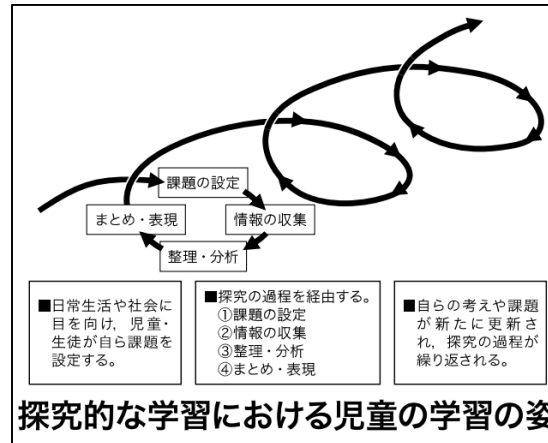 課題の設定
まとめ・表現
情報の収集
整理・分析
■日常生活や社会に
目を向け，児童・
生徒が自ら課題を
設定する。
■探究の過程を経由する。
①課題の設定
②情報の収集
③整理・分析
④まとめ・表現
■自らの考えや課題
が新たに更新さ
れ，探究の過程が
繰り返される。
探究的な学習における児童の学習の姿